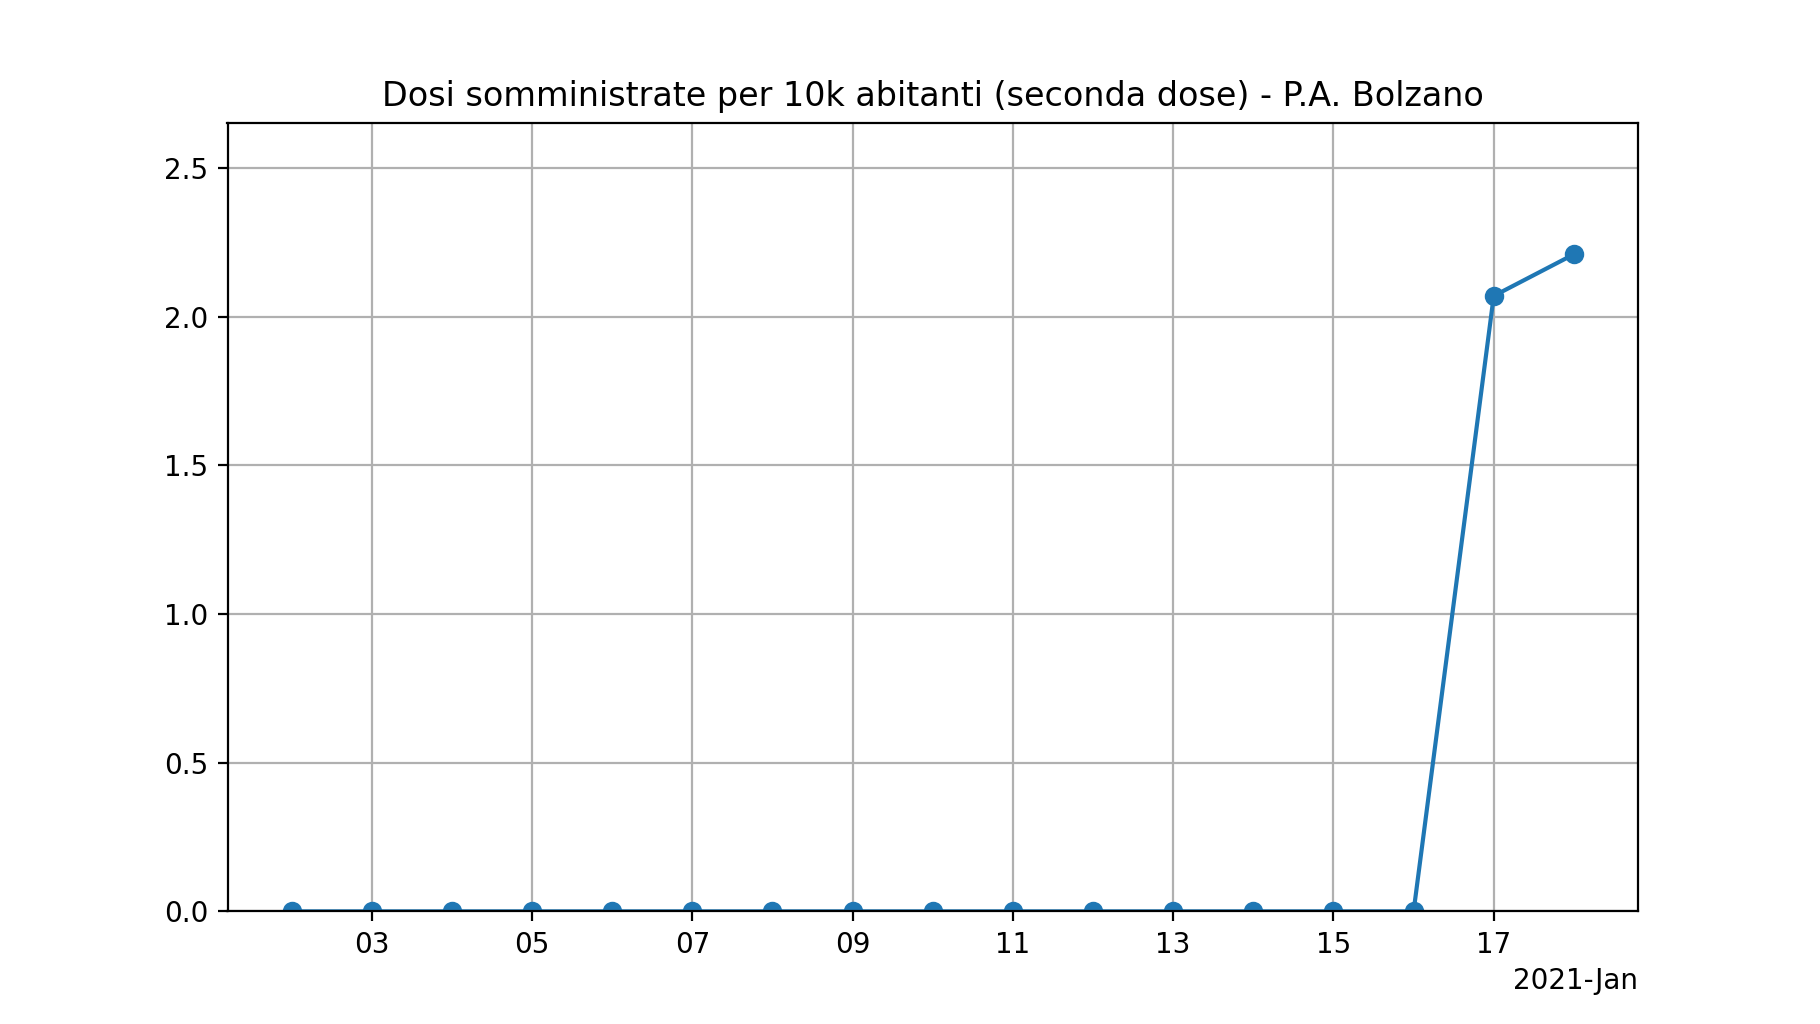 Dosi somministrate per 10k abitanti (seconda dose) - P.A. Bolzano
2.5
2.0
1.5
1.0
0.5
0.0
03 05 07 09 11 13 15 17
2021-Jan